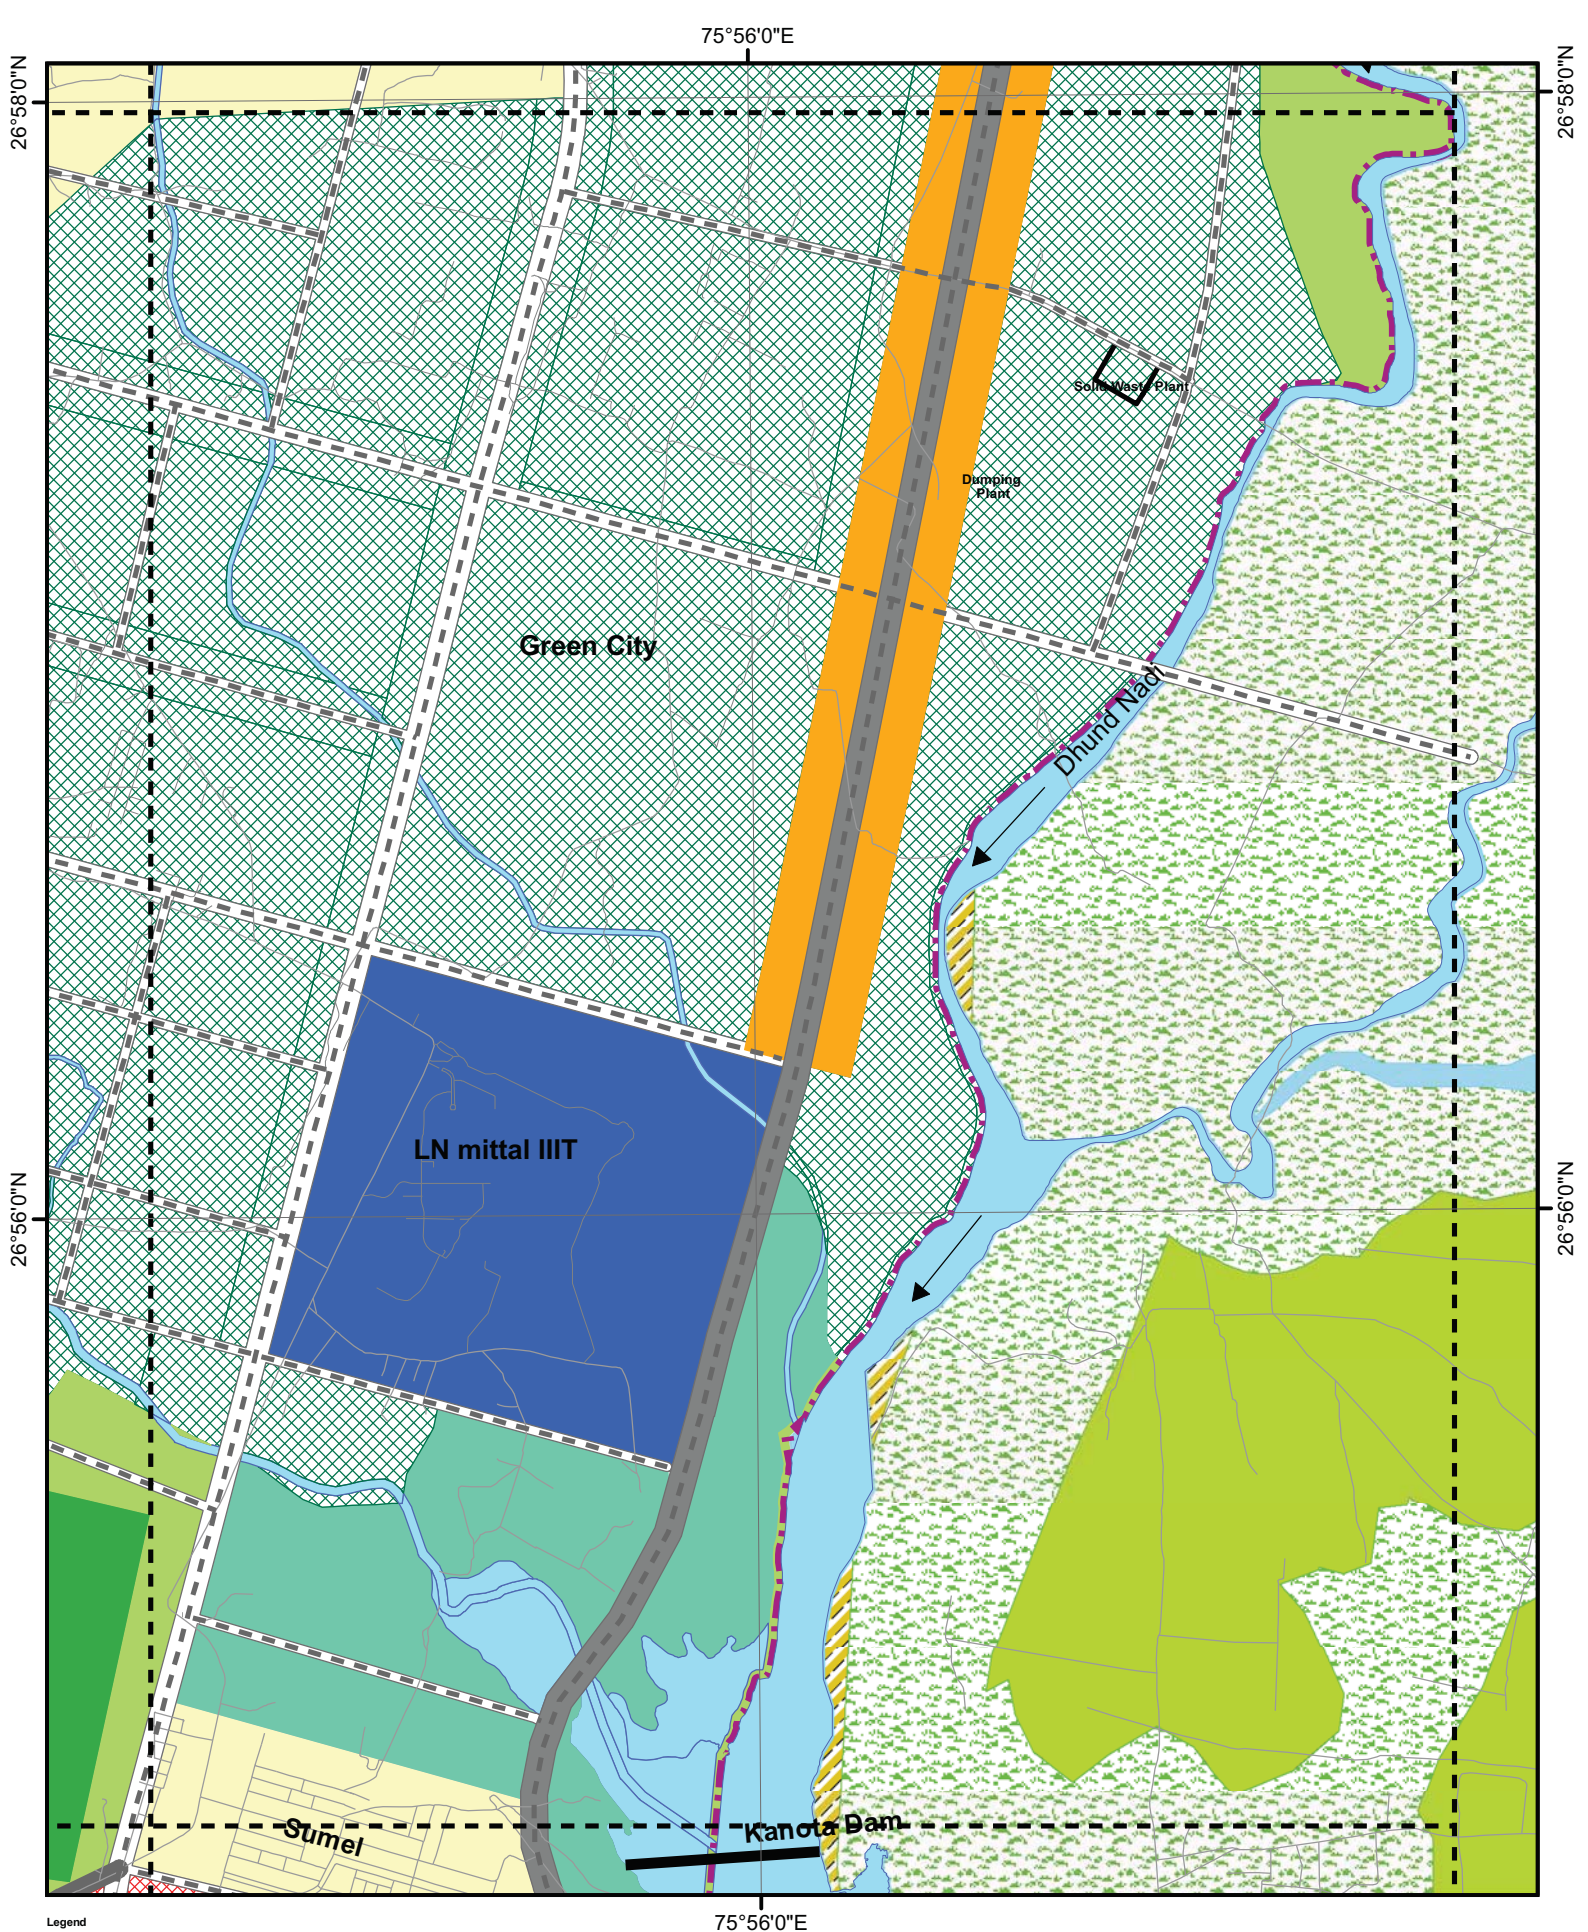 75°56'0"E
26°58'0"N
26°58'0"N
Solid Waste Plant
Dumping
Plant
Green City
Dhund Nadi
LN mittal IIIT
26°56'0"N
26°56'0"N
Sumel
Kanota Dam
Legend
75°56'0"E